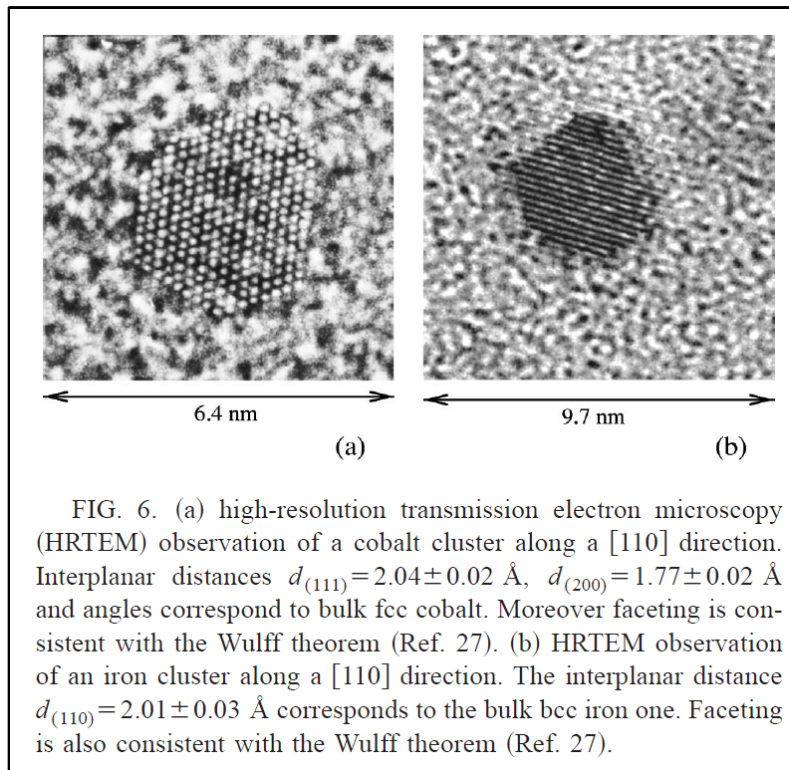 6.4 nm
9.7 nm
(a)
(b)
FIG. 6. (a) high-resolution transmission electron microscopy
(HRTEM) observation of a cobalt cluster along a [110] direction.
Interplanar distances d(111)=2.04±0.02 Å, d(200)=1.77±0.02 Å
and angles correspond to bulk fcc cobalt. Moreover faceting is con-
sistent with the Wulff theorem (Ref. 27). (b) HRTEM observation
of an iron cluster along a [110] direction. The interplanar distance
d(110)=2.01±0.03 Å corresponds to the bulk bcc iron one. Faceting
is also consistent with the Wulff theorem (Ref. 27).